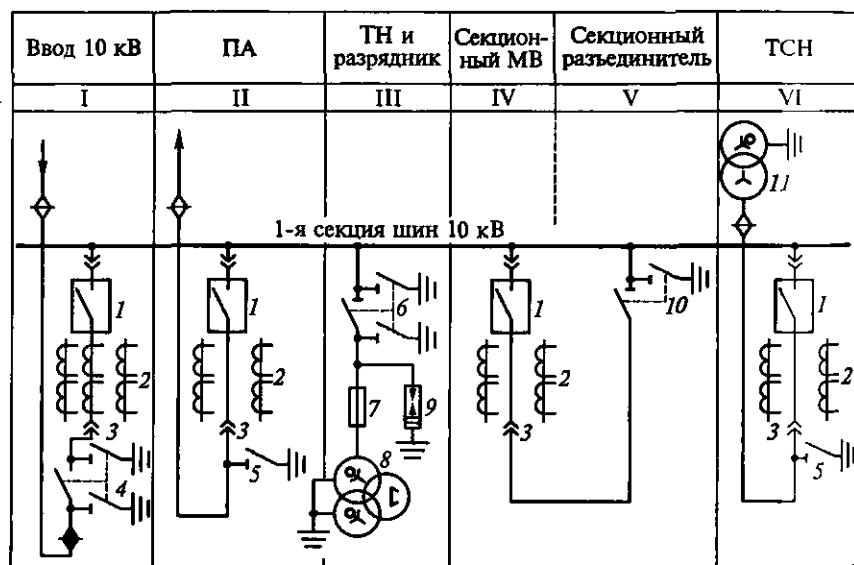 Ввод 10 кВ
ПА
ТН и
разрядник
Секцион-
ный МВ
Секционный
разъединитель
ТСН
I
II
III
IV
V
VI
11
1-я секция шин 10 кВ
1
1
6
1
10
1
2
2
7
9
2
2
3
3
3
3
4
5
8
5